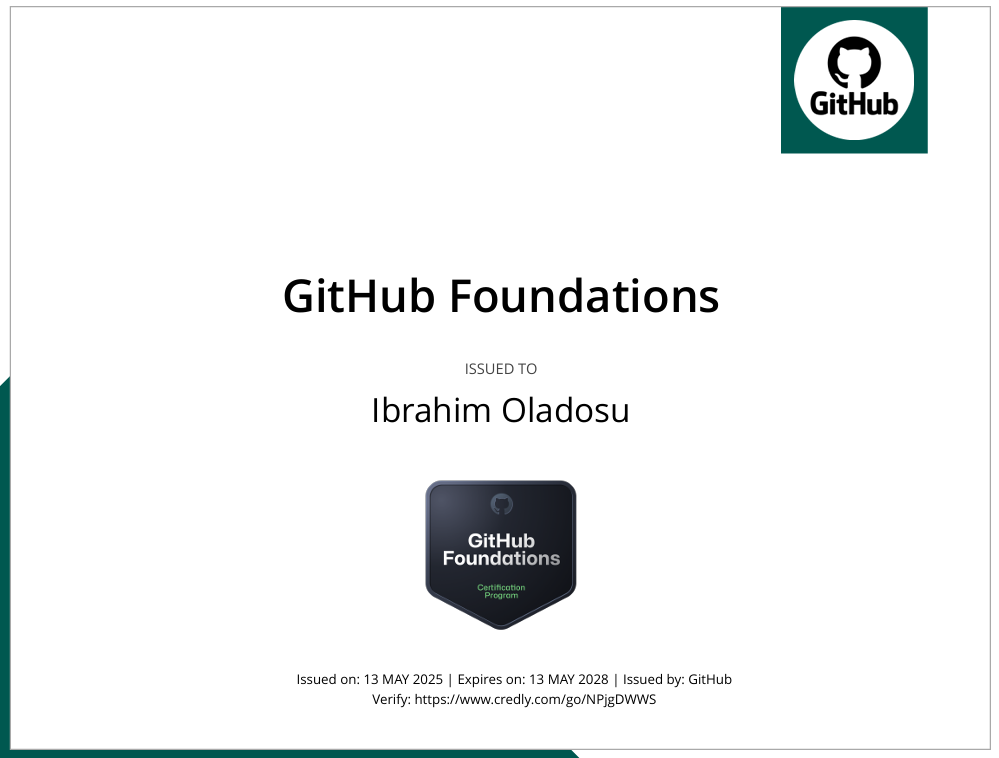 GitHub
GitHub Foundations
ISSUED TO
Ibrahim Oladosu
GitHub
Foundations
Certification
Program
Issued on: 13 MAY 2025 | Expires on: 13 MAY 2028 | Issued by: GitHub
Verify: https://www.credly.com/go/NPjgDWWS